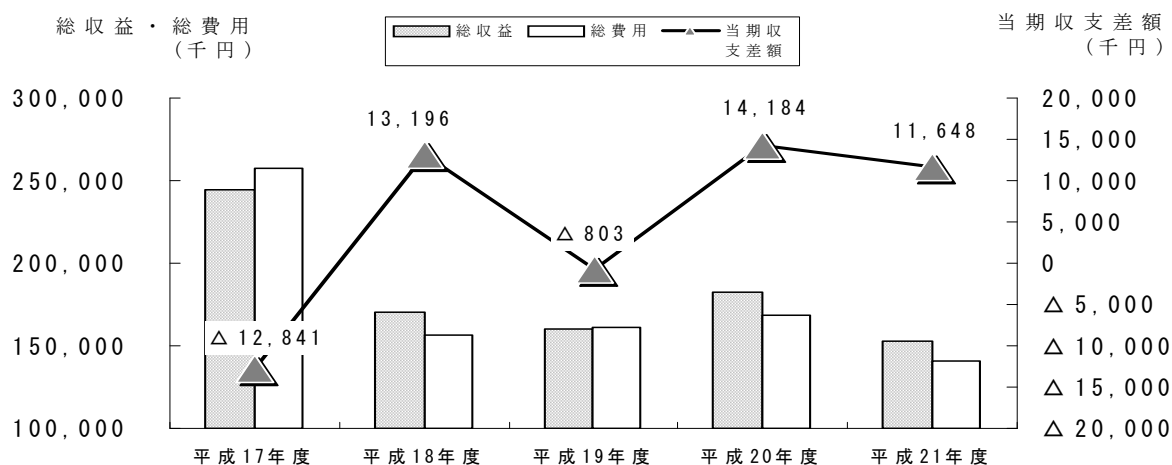 総収益・総費用
(千円)
総収益
総費用
当期収
支差額
当期収支差額
(千円)
300,000
250,000
200,000
150,000
100,000
20,000
15,000
10,000
5,000
0
△ 5,000
△ 10,000
△ 15,000
△ 20,000
△ 12,841
13,196
△ 803
14,184
11,648
平成17年度
平成18年度
平成19年度
平成20年度
平成21年度